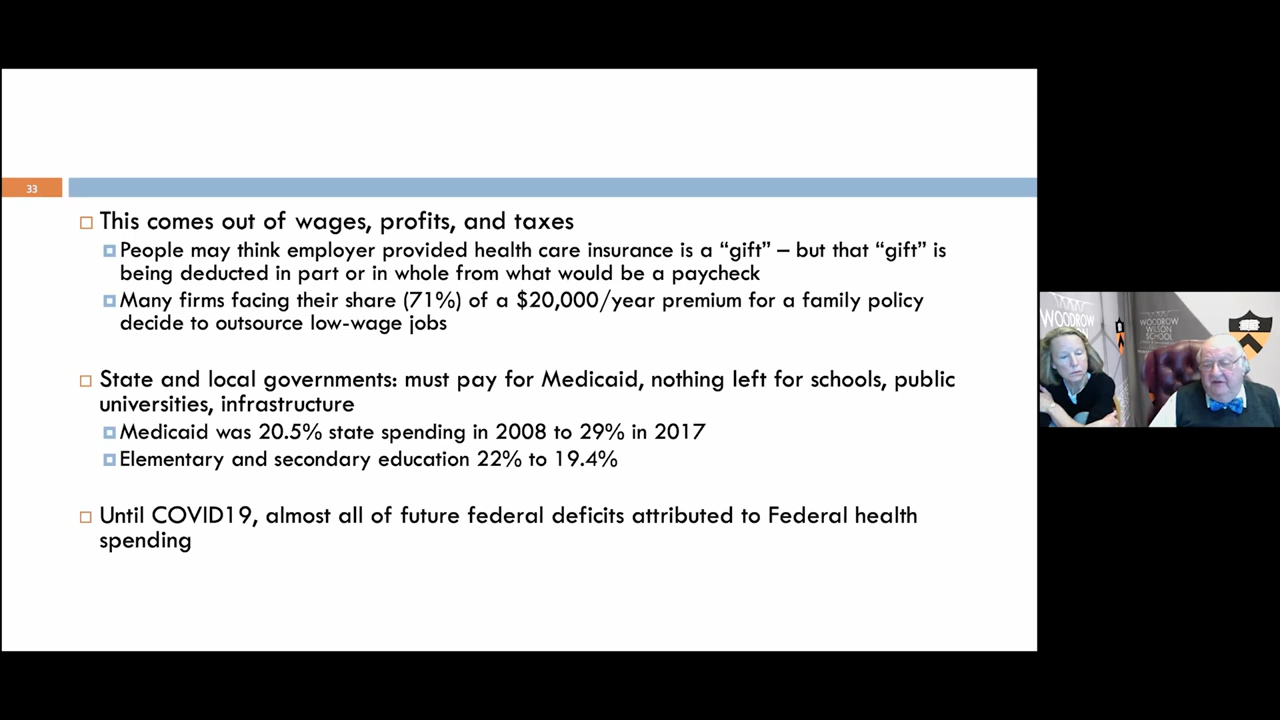 33
This comes out of wages, profits, and taxes
People may think employer provided health care insurance is a “gift” – but that “gift” is
being deducted in part or in whole from what would be a paycheck
Many firms facing their share (71%) of a $20,000/year premium for a family policy
decide to outsource low-wage jobs
State and local governments: must pay for Medicaid, nothing left for schools, public
universities, infrastructure
Medicaid was 20.5% state spending in 2008 to 29% in 2017
Elementary and secondary education 22% to 19.4%
Until COVID19, almost all of future federal deficits attributed to Federal health
spending
WOODROW
WOODROW
WILSON
SCHOOL